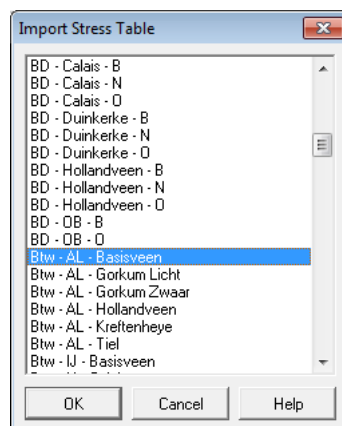 Import Stress Table
BD - Calais - B
BD - Calais - N
BD - Calais - O
BD - Duinkerke - B
BD - Duinkerke - N
BD - Duinkerke - O
BD - Hollandveen - B
BD - Hollandveen - N
BD - Hollandveen - O
BD - OB - B
BD - OB - O
Btw - AL - Basisveen
Btw - AL - Gorkum Licht
Btw - AL - Gorkum Zwaar
Btw - AL - Hollandveen
Btw - AL - Kreftenheye
Btw - AL - Tiel
Btw - IJ - Basisveen
OK Cancel Help